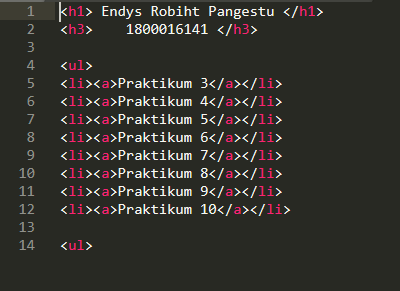 1 <h1> Endys Robiht Pangestu </h1>
2 <h3>    1800016141 </h3>
3
4 <ul>
5 <li><a>Praktikum 3</a></li>
6 <li><a>Praktikum 4</a></li>
7 <li><a>Praktikum 5</a></li>
8 <li><a>Praktikum 6</a></li>
9 <li><a>Praktikum 7</a></li>
10 <li><a>Praktikum 8</a></li>
11 <li><a>Praktikum 9</a></li>
12 <li><a>Praktikum 10</a></li>
13
14 <ul>